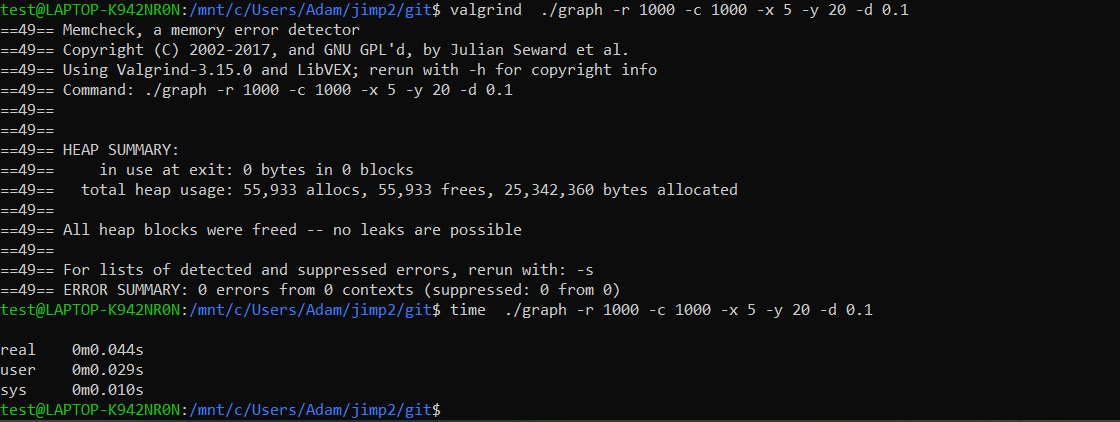 test@LAPTOP-K942NR0N:/mnt/c/Users/Adam/jimp2/git$ valgrind  ./graph -r 1000 -c 1000 -x 5 -y 20 -d 0.1
==49== Memcheck, a memory error detector
==49== Copyright (C) 2002-2017, and GNU GPL'd, by Julian Seward et al.
==49== Using Valgrind-3.15.0 and LibVEX; rerun with -h for copyright info
==49== Command: ./graph -r 1000 -c 1000 -x 5 -y 20 -d 0.1
==49==
==49==
==49== HEAP SUMMARY:
==49==     in use at exit: 0 bytes in 0 blocks
==49==   total heap usage: 55,933 allocs, 55,933 frees, 25,342,360 bytes allocated
==49==
==49== All heap blocks were freed -- no leaks are possible
==49==
==49== For lists of detected and suppressed errors, rerun with: -s
==49== ERROR SUMMARY: 0 errors from 0 contexts (suppressed: 0 from 0)
test@LAPTOP-K942NR0N:/mnt/c/Users/Adam/jimp2/git$ time  ./graph -r 1000 -c 1000 -x 5 -y 20 -d 0.1

real    0m0.044s
user    0m0.029s
sys     0m0.010s
test@LAPTOP-K942NR0N:/mnt/c/Users/Adam/jimp2/git$